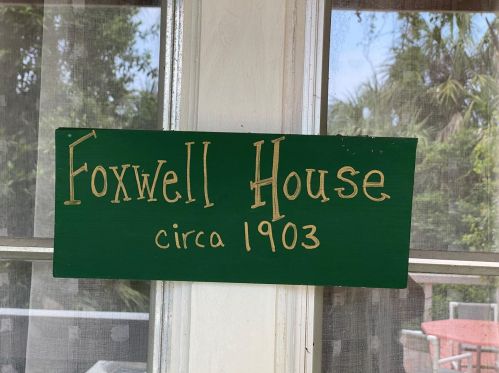 Foxwell House
circa 1903